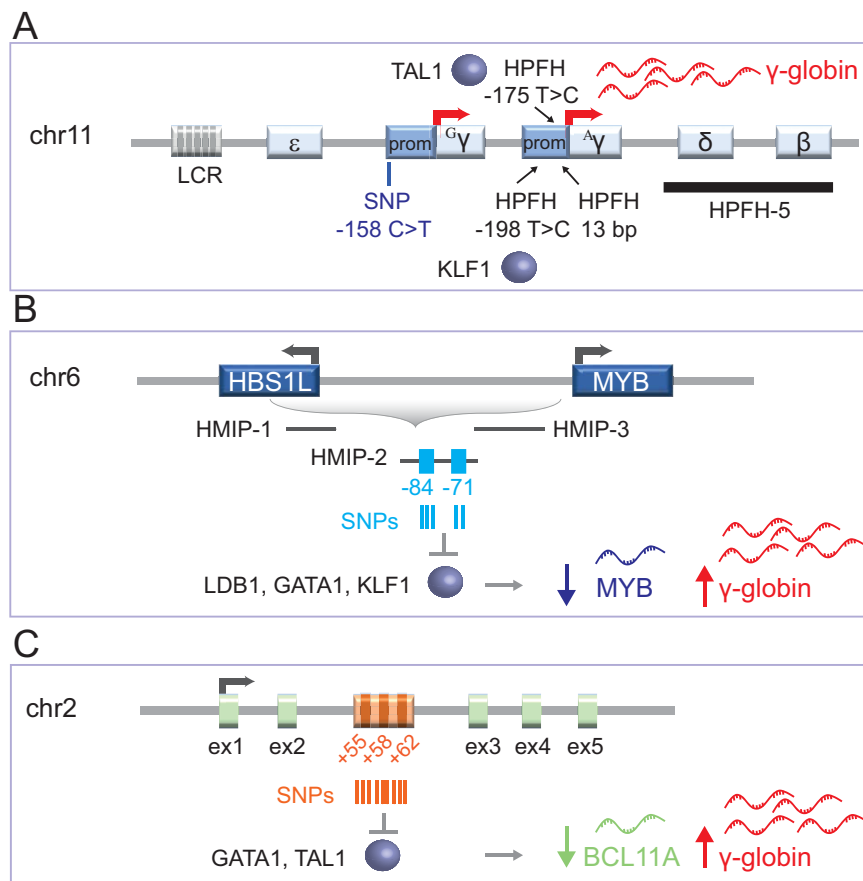 A
TAL1
HPFH
-175 T>C
γ-globin
chr11
LCR
ε
prom
Gγ
prom
Aγ
δ
β
SNP
-158 C>T
HPFH
-198 T>C
HPFH
13 bp
HPFH-5
KLF1
B
chr6
HBS1L
MYB
HMIP-1
HMIP-3
HMIP-2
-84 -71
SNPs
LDB1, GATA1, KLF1
MYB
γ-globin
C
chr2
ex1
ex2
+55
+58
+62
ex3
ex4
ex5
SNPs
GATA1, TAL1
BCL11A
γ-globin